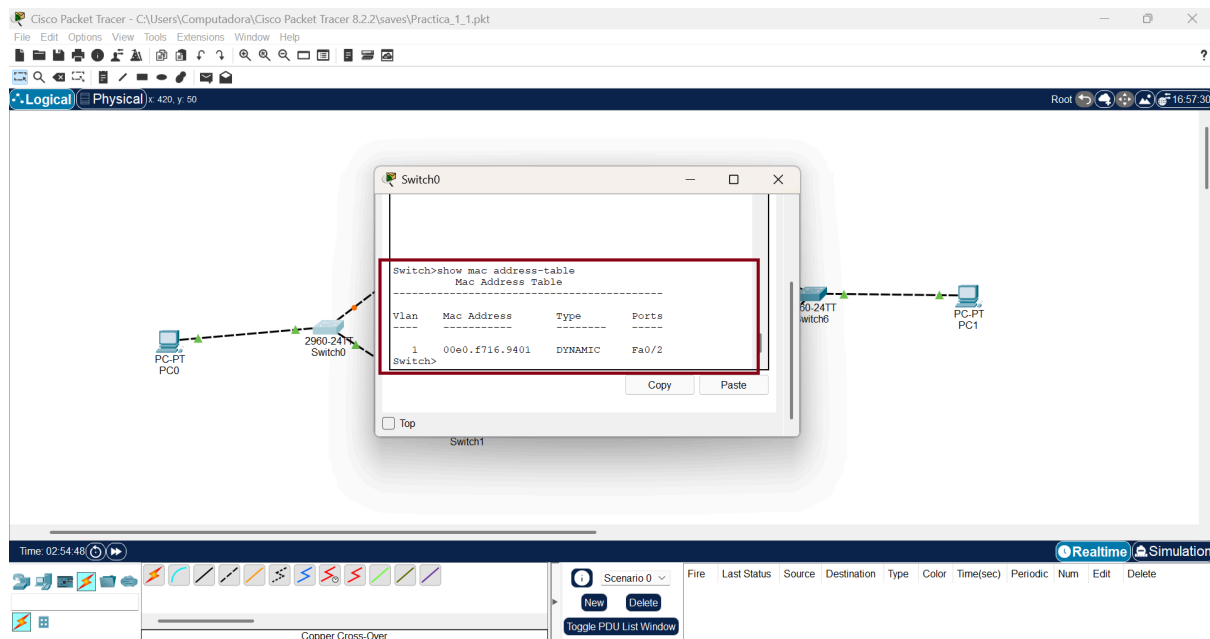 Cisco Packet Tracer - C:\Users\Computadora\Cisco Packet Tracer 8.2.2\saves\Practica_1_1.pkt
File Edit Options View Tools Extensions Window Help
?
Logical Physical x: 420, y: 50 Root 16:57:30
Switch0
Switch>show mac address-table
Mac Address Table
-------------------------------------------
Vlan Mac Address Type Ports
---- ----------- -------- -----
1 00e0.f716.9401 DYNAMIC Fa0/2
Switch>
Copy Paste
Top
PC-PT
PC0
2960-24TT
Switch0
Switch1
60-24TT
witch6
PC-PT
PC1
Time: 02:54:48 Realtime Simulation
Scenario 0
New Delete
Toggle PDU List Window
Fire Last Status Source Destination Type Color Time(sec) Periodic Num Edit Delete
Copper Cross-Over